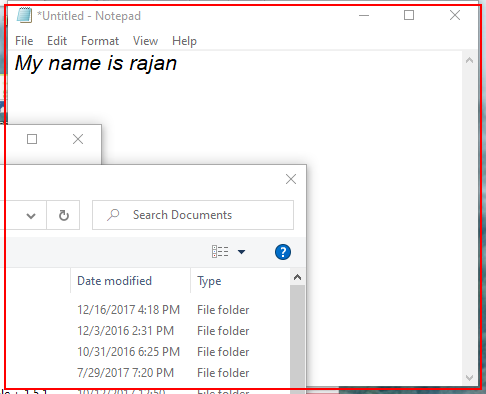 *Untitled - Notepad
File Edit Format View Help
My name is rajan
Search Documents
Date modified Type
12/16/2017 4:18 PM File folder
12/3/2016 2:31 PM File folder
10/31/2016 6:25 PM File folder
7/29/2017 7:20 PM File folder
File folder